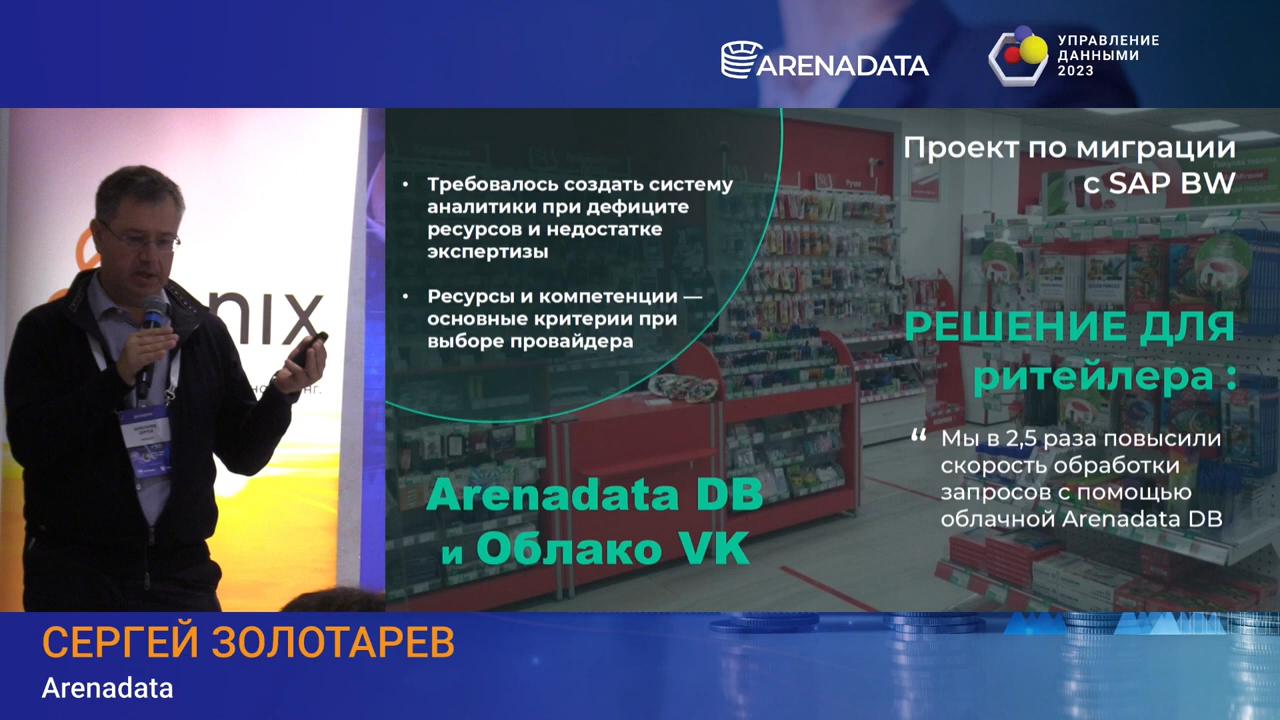 ARENADATA
УПРАВЛЕНИЕ
ДАННЫМИ
2023
nıx
• Требовалось создать систему
аналитики при дефиците
ресурсов и недостатке
экспертизы
• Ресурсы и компетенции —
основные критерии при
выборе провайдера
Arenadata DB
и Облако VK
Проект по миграции
с SAP BW
РЕШЕНИЕ ДЛЯ
ритейлера :
“ Мы в 2,5 раза повысили
скорость обработки
запросов с помощью
облачной Arenadata DB
СЕРГЕЙ ЗОЛОТАРЕВ
Arenadata